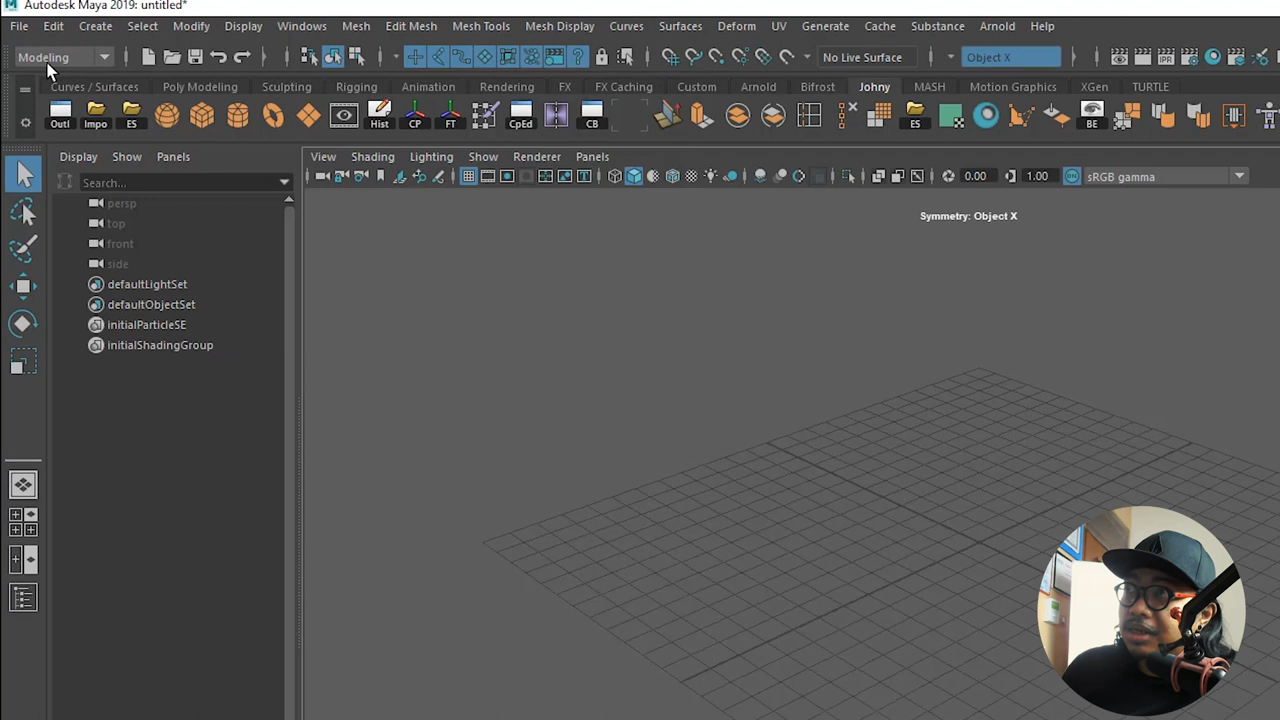 Autodesk Maya 2019: untitled*
File Edit Create Select Modify Display Windows Mesh Edit Mesh Mesh Tools Mesh Display Curves Surfaces Deform UV Generate Cache Substance Arnold Help
Modeling No Live Surface Object X
Curves / Surfaces Poly Modeling Sculpting Rigging Animation Rendering FX FX Caching Custom Arnold Bifrost Johny MASH Motion Graphics XGen TURTLE
Outl Impo ES Hist CP FT CpEd CB ES BE
Display Show Panels View Shading Lighting Show Renderer Panels
Search... 0.00 1.00 sRGB gamma
persp
top
Symmetry: Object X
front
side
defaultLightSet
defaultObjectSet
initialParticleSE
initialShadingGroup